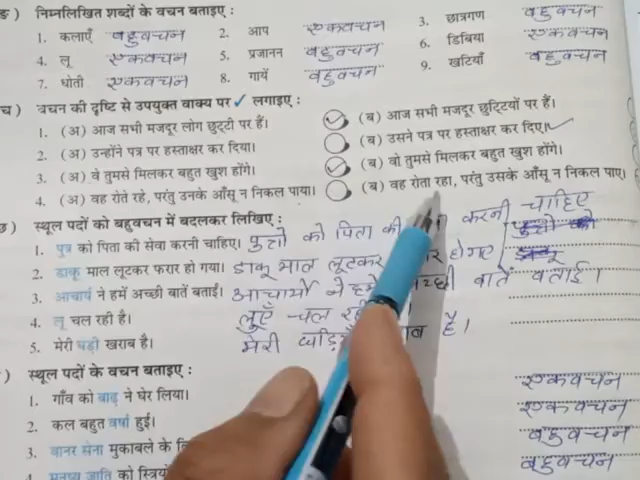 ङ) निम्नलिखित शब्दों के वचन बताइए :
1. कलाएँ बहुवचन 2. आप एकवचन 3. छात्रगण बहुवचन
4. लू एकवचन 5. प्रजानन बहुवचन 6. डिबिया एकवचन
7. धोती एकवचन 8. गायें बहुवचन 9. खटियाँ बहुवचन
च) वचन की दृष्टि से उपयुक्त वाक्य पर ✓ लगाइए :
1. (अ) आज सभी मजदूर लोग छुट्टी पर हैं। (ब) आज सभी मजदूर छुट्टियों पर हैं।
2. (अ) उन्होंने पत्र पर हस्ताक्षर कर दिया। (ब) उसने पत्र पर हस्ताक्षर कर दिए।
3. (अ) वे तुमसे मिलकर बहुत खुश होंगे। (ब) वो तुमसे मिलकर बहुत खुश होंगे।
4. (अ) वह रोते रहे, परंतु उनके आँसू न निकल पाया। (ब) वह रोता रहा, परंतु उसके आँसू न निकल पाए।
छ) स्थूल पदों को बहुवचन में बदलकर लिखिए :
1. पुत्र को पिता की सेवा करनी चाहिए। पुत्रो को पिता की करनी चाहिए
2. डाकू माल लूटकर फरार हो गया। डाकू माल लूटकर होगए
3. आचार्य ने हमें अच्छी बातें बताईं। आचार्यो ने हमे बातें बताई।
4. लू चल रही है। लुएँ चल
5. मेरी घड़ी खराब है। मेरी है।
) स्थूल पदों के वचन बताइए :
1. गाँव को बाढ़ ने घेर लिया। एकवचन
2. कल बहुत वर्षा हुई। एकवचन
3. वानर सेना मुकाबले के बहुवचन
4. मनुष्य जाति को बहुवचन